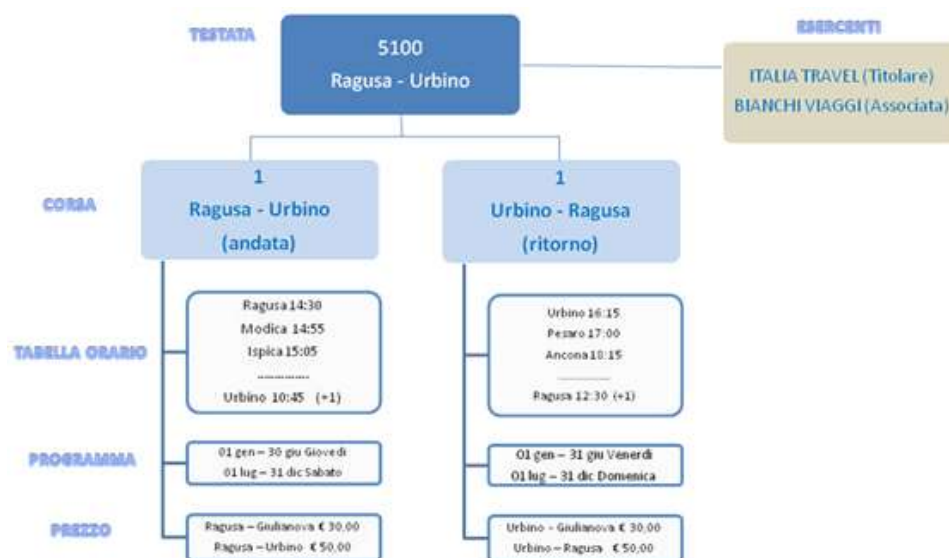 TESTATA
5100
Ragusa - Urbino
ESERCENTI
ITALIA TRAVEL (Titolare)
BIANCHI VIAGGI (Associata)
CORSA
1
Ragusa - Urbino
(andata)
1
Urbino - Ragusa
(ritorno)
TABELLA ORARIO
Ragusa 14:30
Modica 14:55
Ispica 15:05
--------------
Urbino 10:45 (+1)
Urbino 16:15
Pesaro 17:00
Ancona 18:15
--------------
Ragusa 12:30 (+1)
PROGRAMMA
01 gen – 30 giu Giovedì
01 lug – 31 dic Sabato
01 gen – 31 giu Venerdì
01 lug – 31 dic Domenica
PREZZO
Ragusa – Giulianova € 30,00
Ragusa – Urbino € 50,00
Urbino - Giulianova € 30,00
Urbino – Ragusa € 50,00